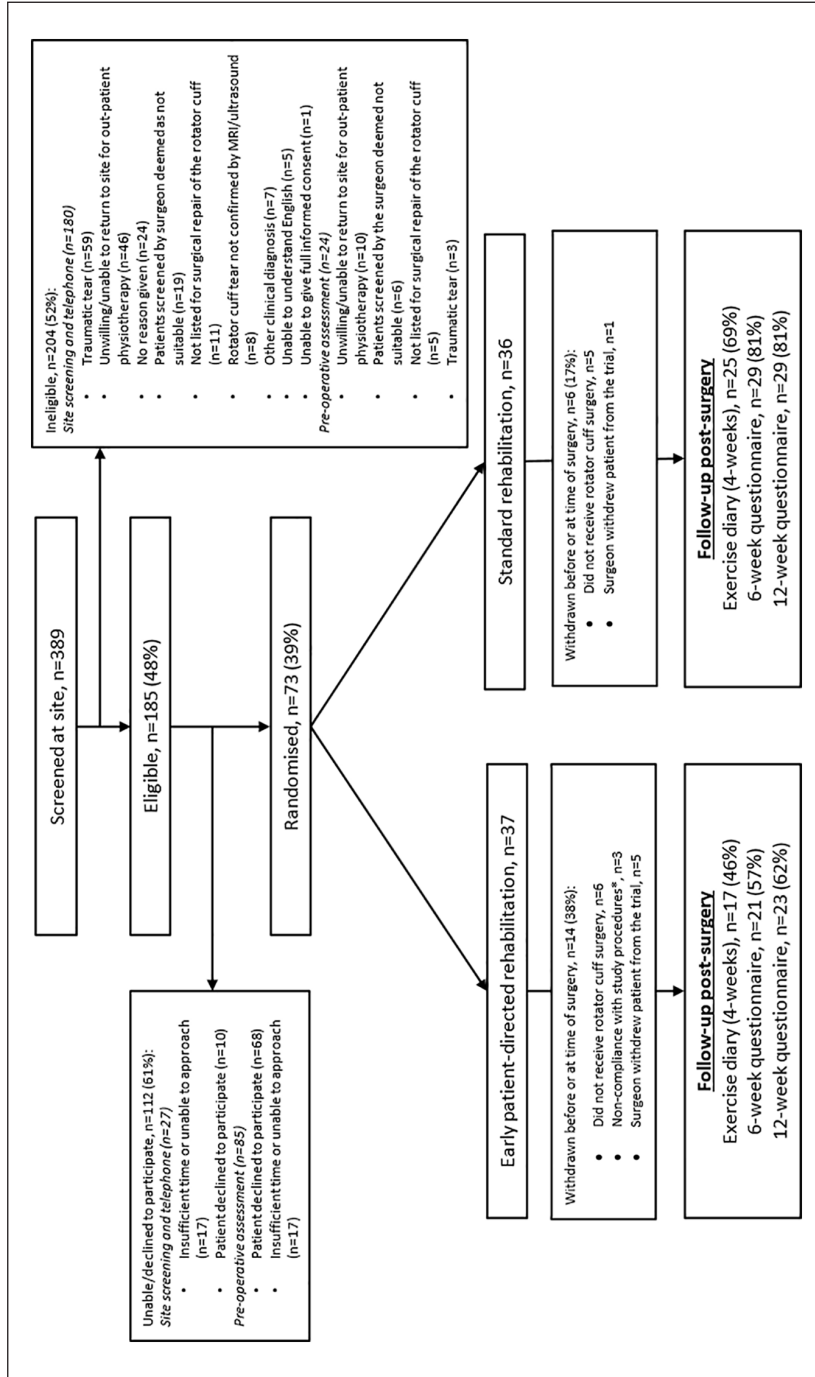 Screened at site, n=389
Ineligible, n=204 (52%):
Site screening and telephone (n=180)
• Traumatic tear (n=59)
• Unwilling/unable to return to site for out-patient
physiotherapy (n=46)
• No reason given (n=24)
• Patients screened by surgeon deemed as not
suitable (n=19)
• Not listed for surgical repair of the rotator cuff
(n=11)
• Rotator cuff tear not confirmed by MRI/ultrasound
(n=8)
• Other clinical diagnosis (n=7)
• Unable to understand English (n=5)
• Unable to give full informed consent (n=1)
Pre-operative assessment (n=24)
• Unwilling/unable to return to site for out-patient
physiotherapy (n=10)
• Patients screened by the surgeon deemed not
suitable (n=6)
• Not listed for surgical repair of the rotator cuff
(n=5)
• Traumatic tear (n=3)
Eligible, n=185 (48%)
Unable/declined to participate, n=112 (61%):
Site screening and telephone (n=27)
• Insufficient time or unable to approach
(n=17)
• Patient declined to participate (n=10)
Pre-operative assessment (n=85)
• Patient declined to participate (n=68)
• Insufficient time or unable to approach
(n=17)
Randomised, n=73 (39%)
Early patient-directed rehabilitation, n=37
Withdrawn before or at time of surgery, n=14 (38%):
• Did not receive rotator cuff surgery, n=6
• Non-compliance with study procedures*, n=3
• Surgeon withdrew patient from the trial, n=5
Follow-up post-surgery
Exercise diary (4-weeks), n=17 (46%)
6-week questionnaire, n=21 (57%)
12-week questionnaire, n=23 (62%)
Standard rehabilitation, n=36
Withdrawn before or at time of surgery, n=6 (17%):
• Did not receive rotator cuff surgery, n=5
• Surgeon withdrew patient from the trial, n=1
Follow-up post-surgery
Exercise diary (4-weeks), n=25 (69%)
6-week questionnaire, n=29 (81%)
12-week questionnaire, n=29 (81%)